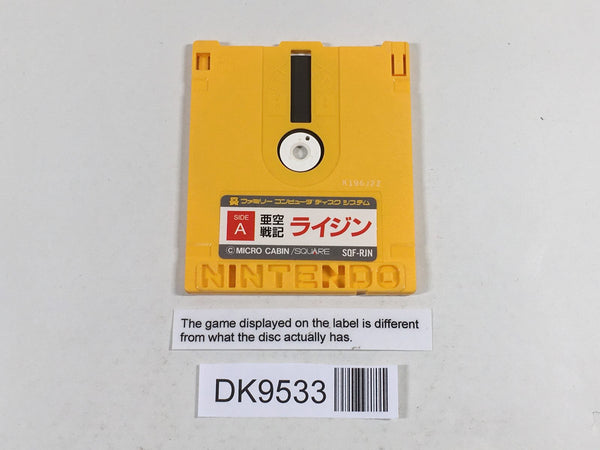 ファミリー コンピュータ ディスク システム
SIDE A 亜空戦記 ライジン
© MICRO CABIN/SQUARE SQF-RJN
NINTENDO
The game displayed on the label is different
from what the disc actually has.
DK9533